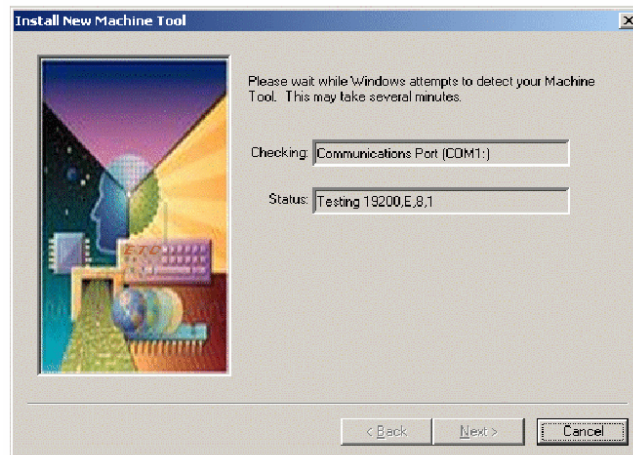 Install New Machine Tool
Please wait while Windows attempts to detect your Machine
Tool. This may take several minutes.
Checking: Communications Port (COM1:)
Status: Testing 19200,E,8,1
ETO
< Back Next > Cancel